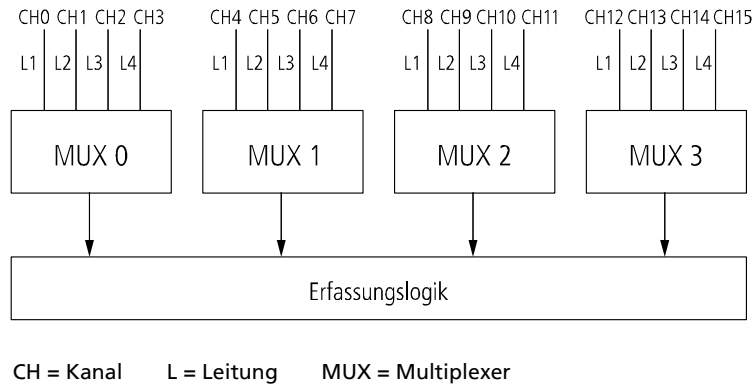 CH0 CH1 CH2 CH3 CH4 CH5 CH6 CH7 CH8 CH9 CH10 CH11 CH12 CH13 CH14 CH15
L1 L2 L3 L4 L1 L2 L3 L4 L1 L2 L3 L4 L1 L2 L3 L4
MUX 0 MUX 1 MUX 2 MUX 3
Erfassungslogik
CH = Kanal L = Leitung MUX = Multiplexer